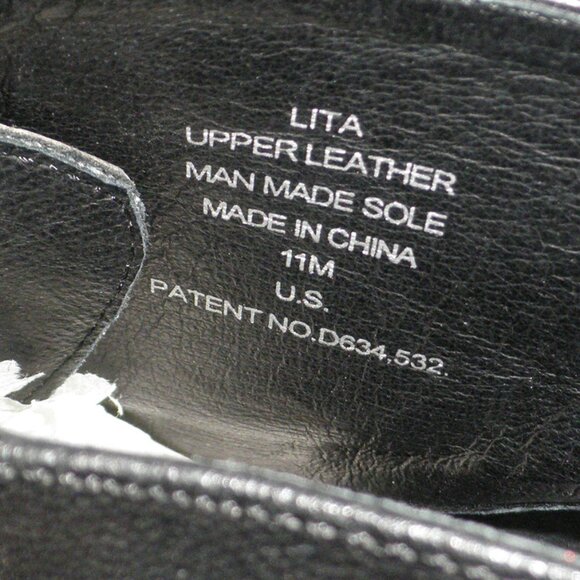 LITA
UPPER LEATHER
MAN MADE SOLE
MADE IN CHINA
11M
U.S.
PATENT NO.D634,532.